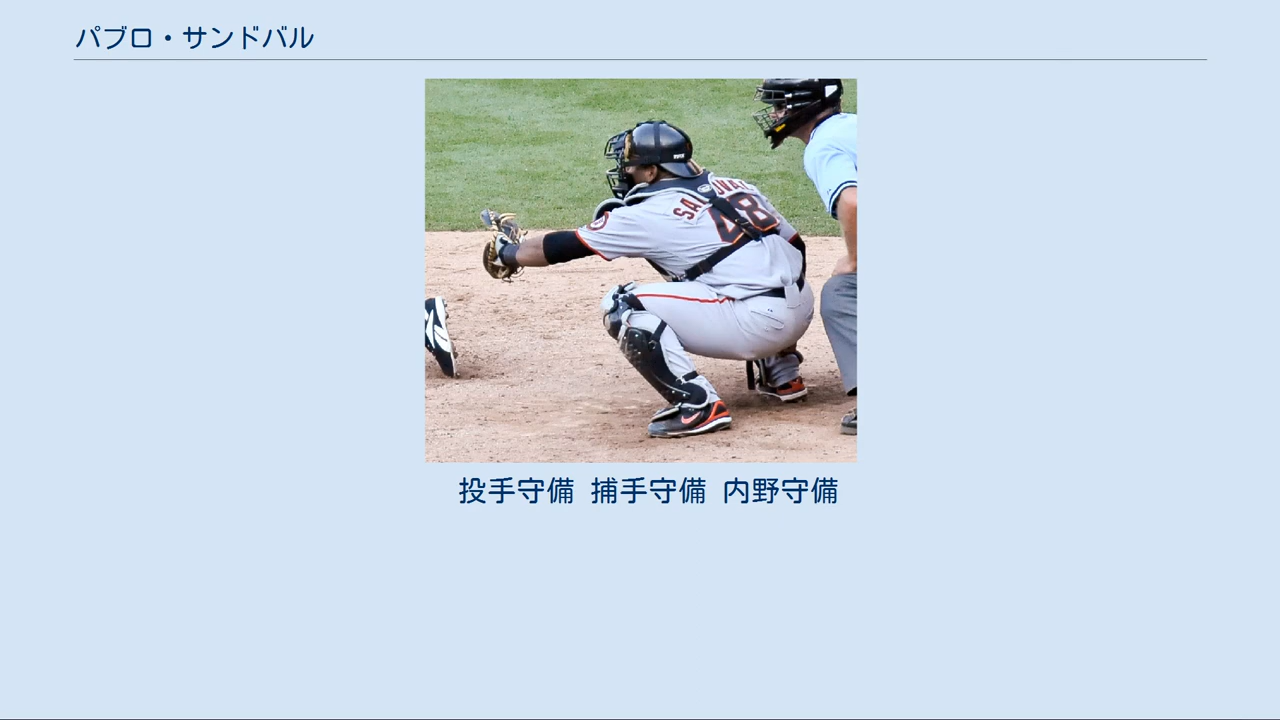 パブロ・サンドバル
48
投手守備 捕手守備 内野守備